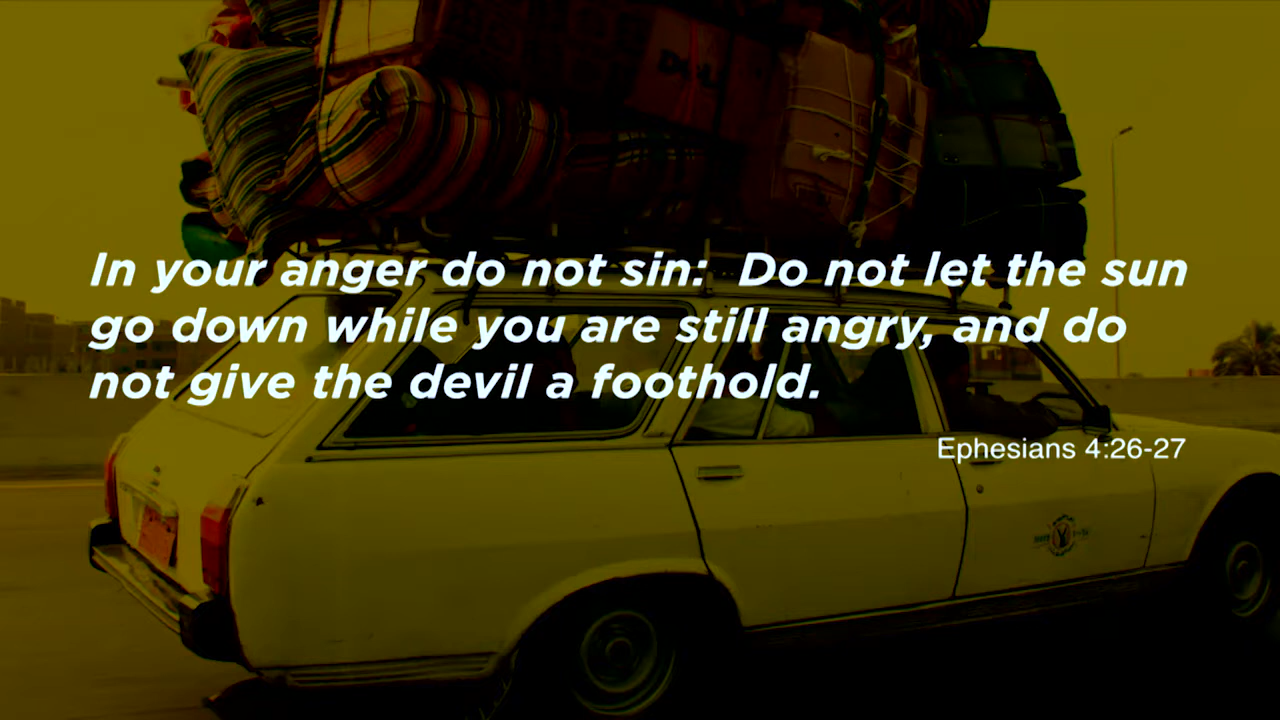 In your anger do not sin:  Do not let the sun
go down while you are still angry, and do
not give the devil a foothold.
Ephesians 4:26-27